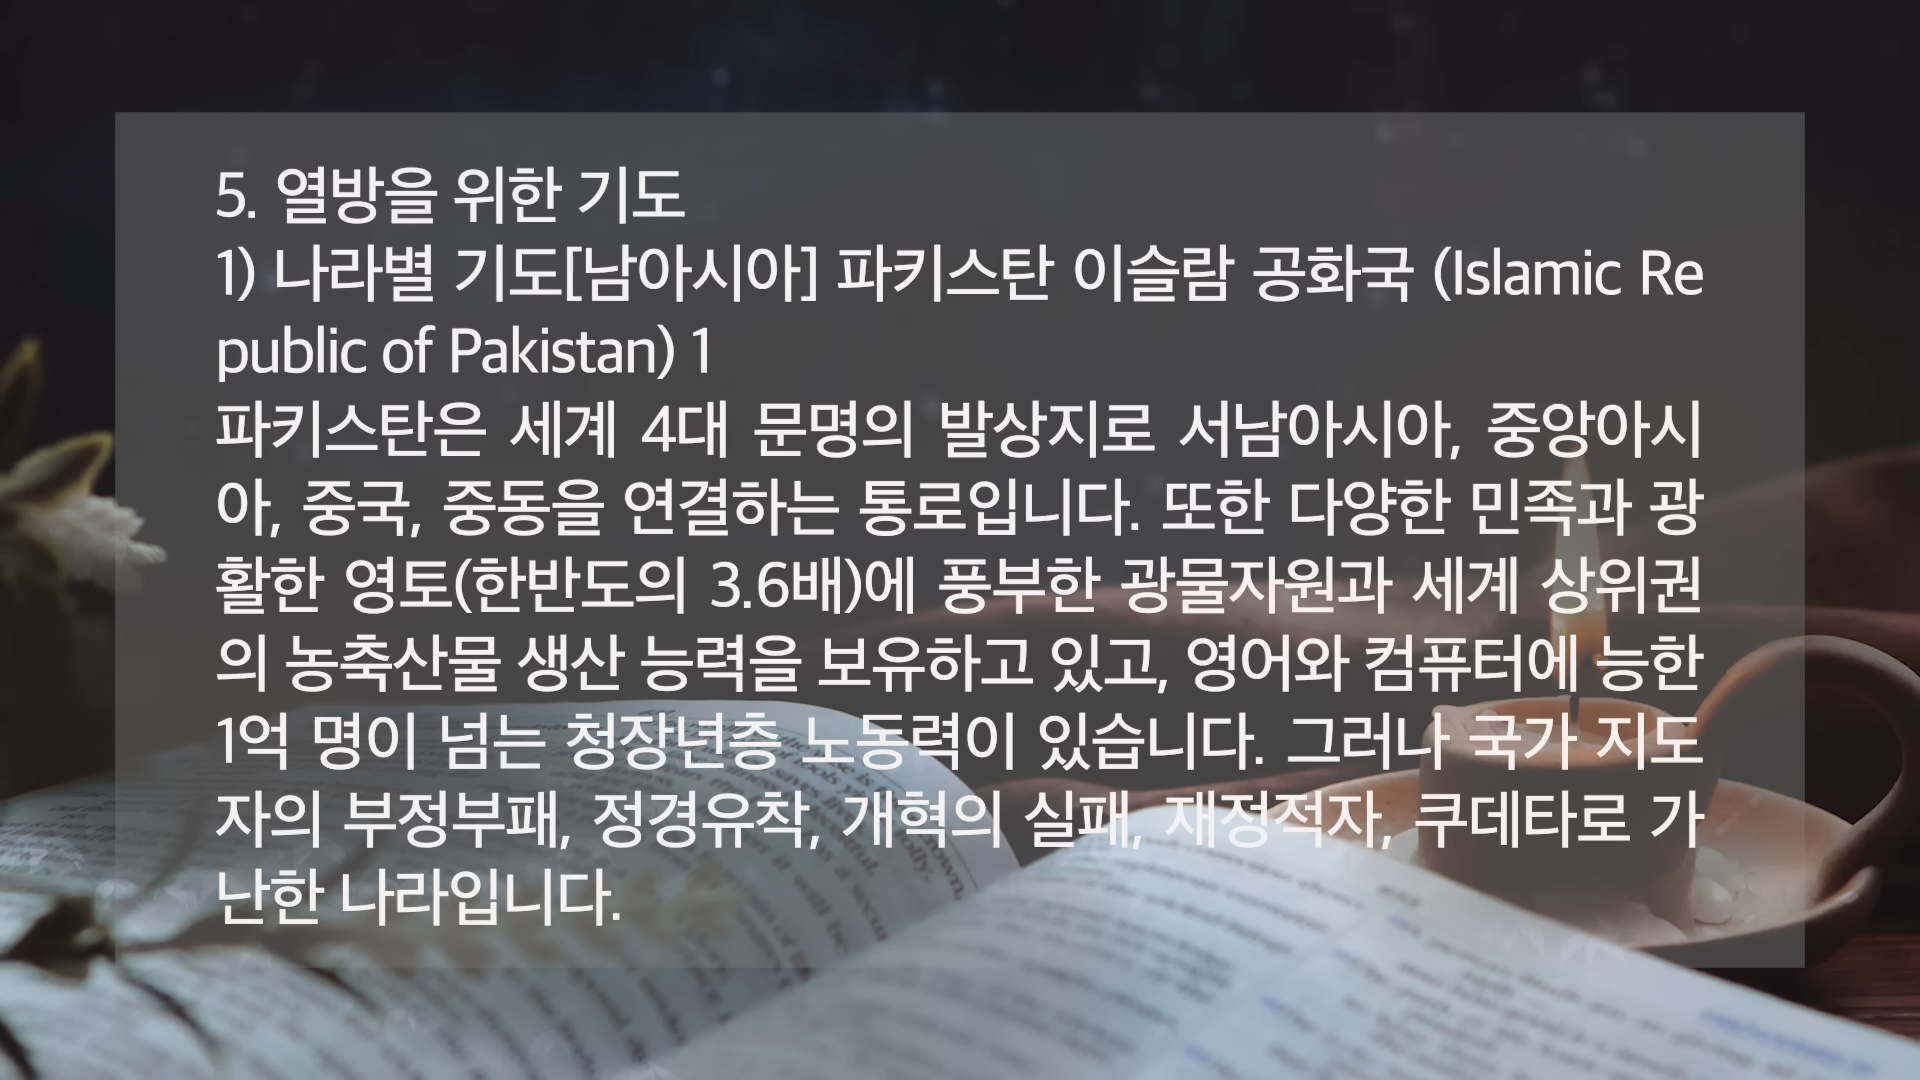 5. 열방을 위한 기도
1) 나라별 기도[남아시아] 파키스탄 이슬람 공화국 (Islamic Re
public of Pakistan) 1
파키스탄은 세계 4대 문명의 발상지로 서남아시아, 중앙아시
아, 중국, 중동을 연결하는 통로입니다. 또한 다양한 민족과 광
활한 영토(한반도의 3.6배)에 풍부한 광물자원과 세계 상위권
의 농축산물 생산 능력을 보유하고 있고, 영어와 컴퓨터에 능한
1억 명이 넘는 청장년층 노동력이 있습니다. 그러나 국가 지도
자의 부정부패, 정경유착, 개혁의 실패, 재정적자, 쿠데타로 가
난한 나라입니다.